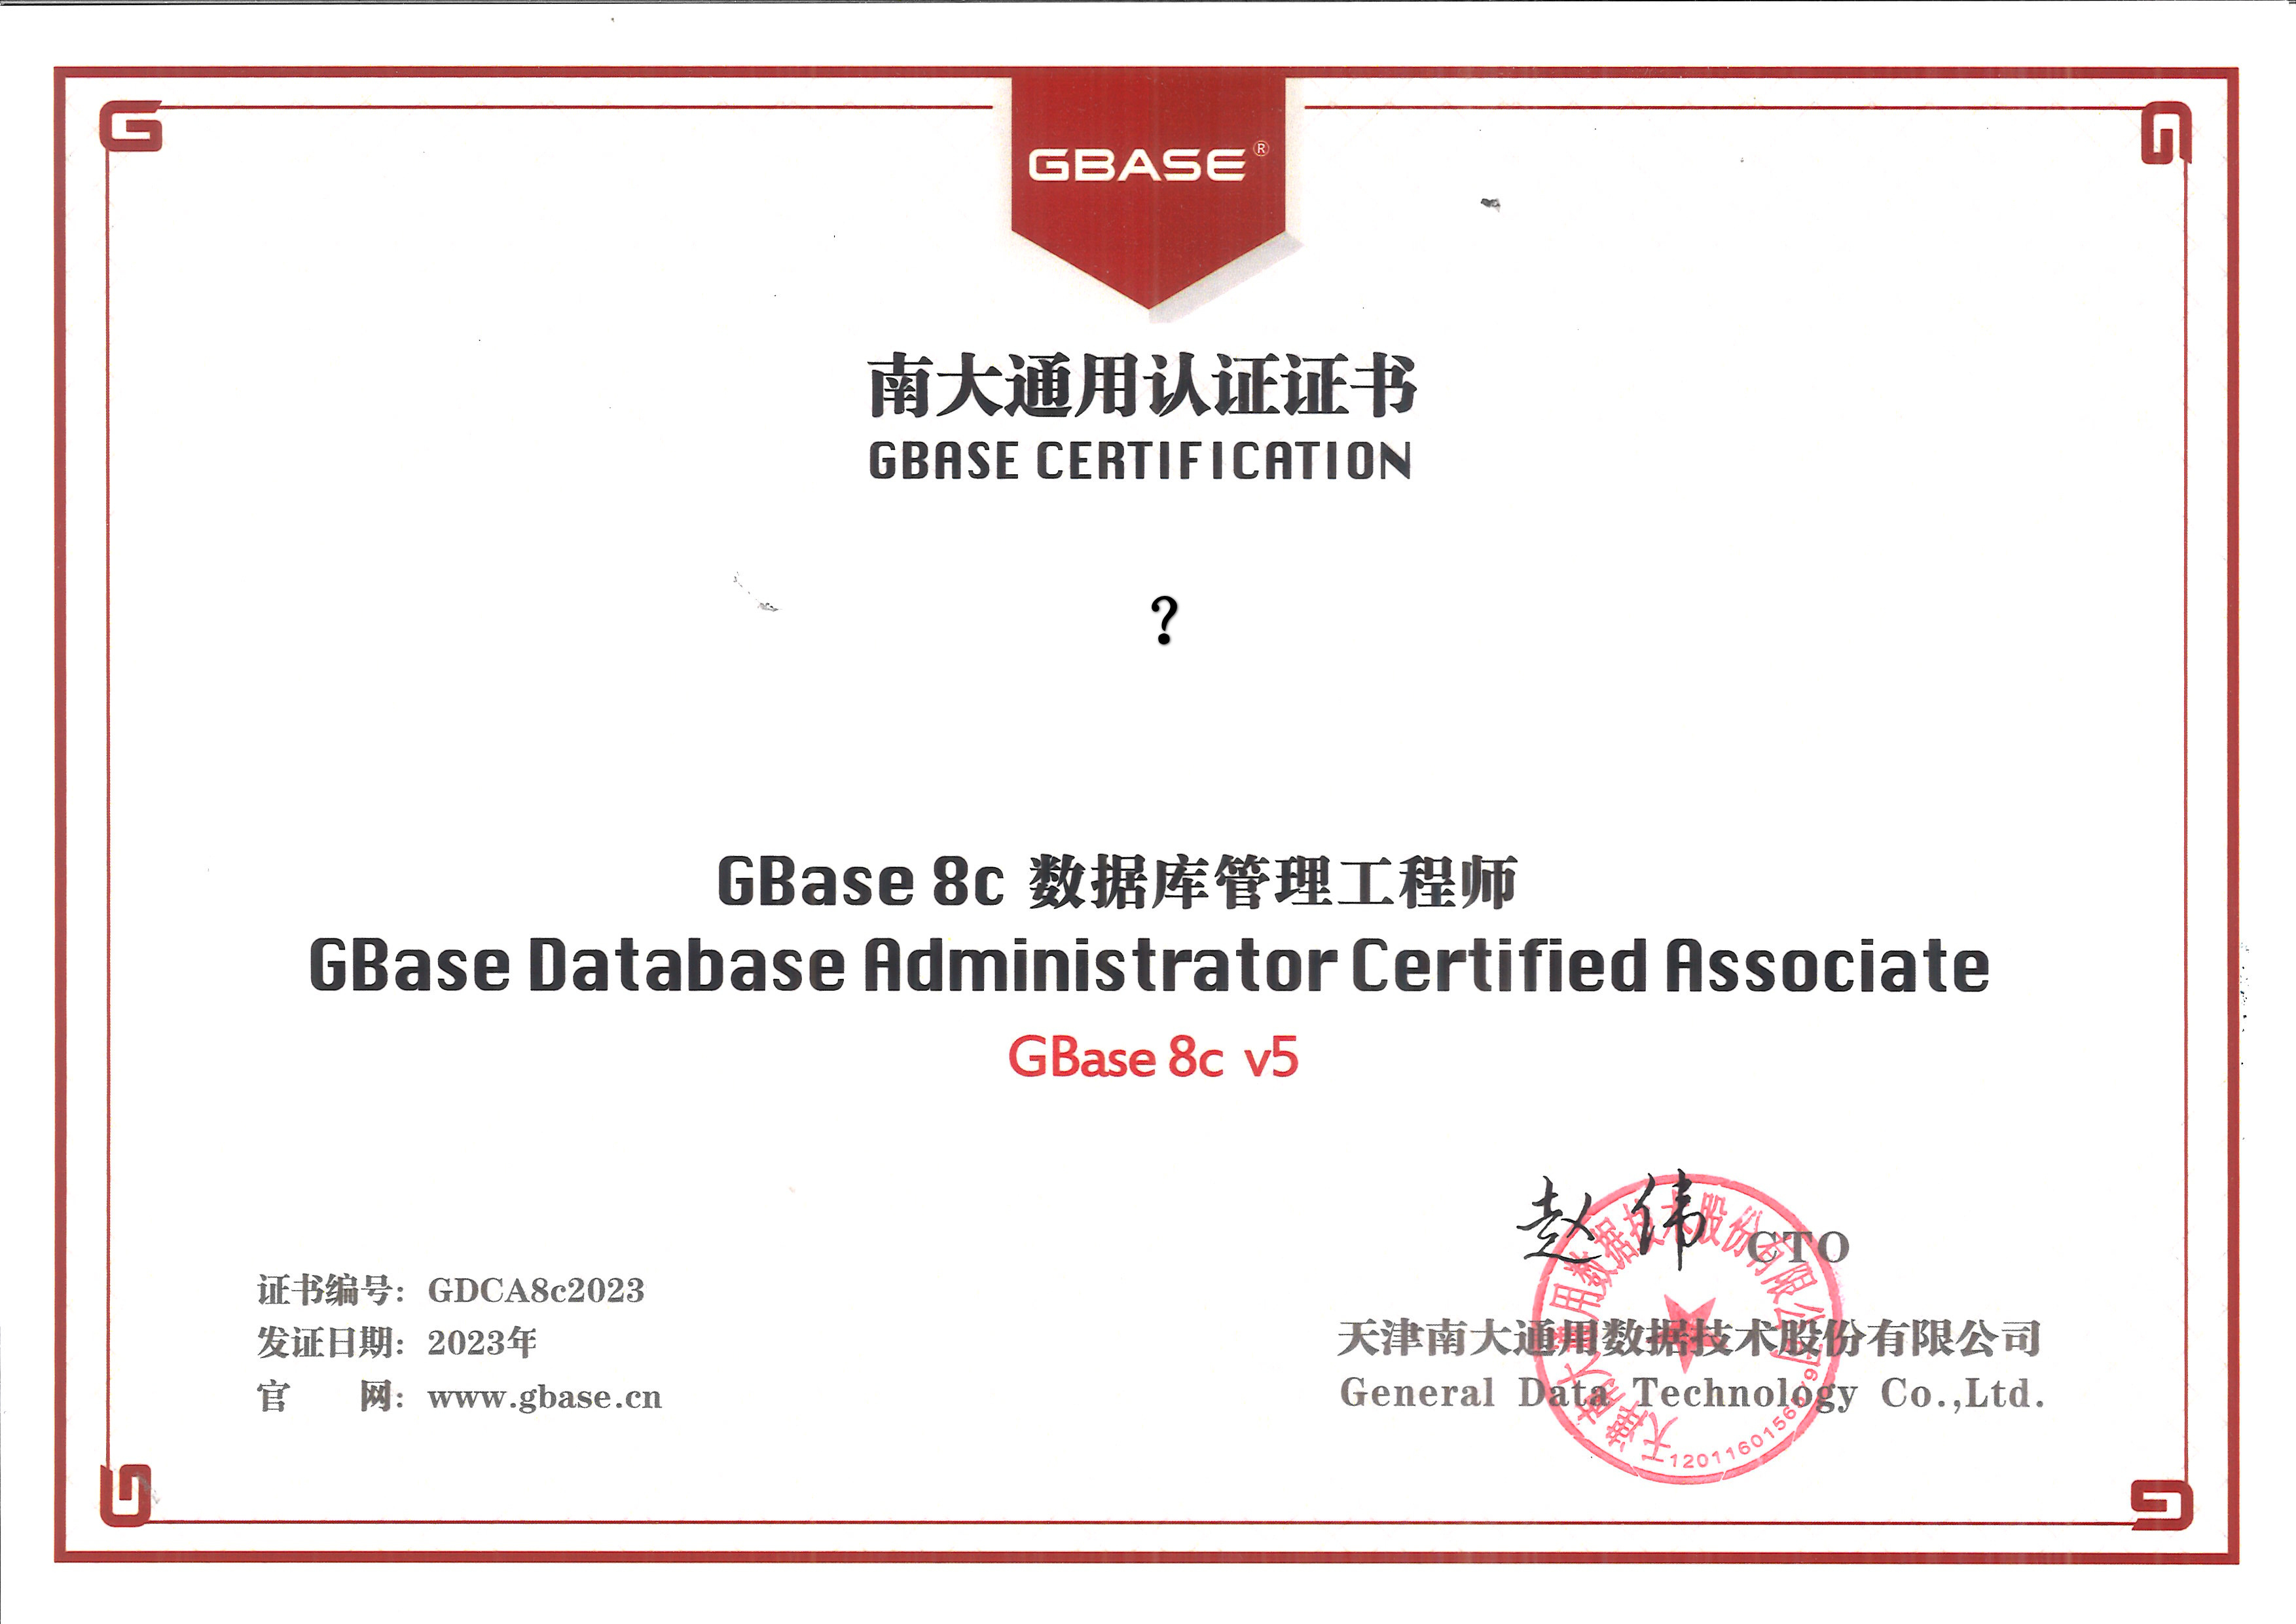 GBASE®
南大通用认证证书
GBASE CERTIFICATION
?
GBase 8c 数据库管理工程师
GBase Database Administrator Certified Associate
GBase 8c v5
赵伟 CTO
证书编号：GDCA8c2023
发证日期：2023年
官 网：www.gbase.cn
天津南大通用数据技术股份有限公司
General Data Technology Co.,Ltd.
天津南大通用数据技术股份有限公司